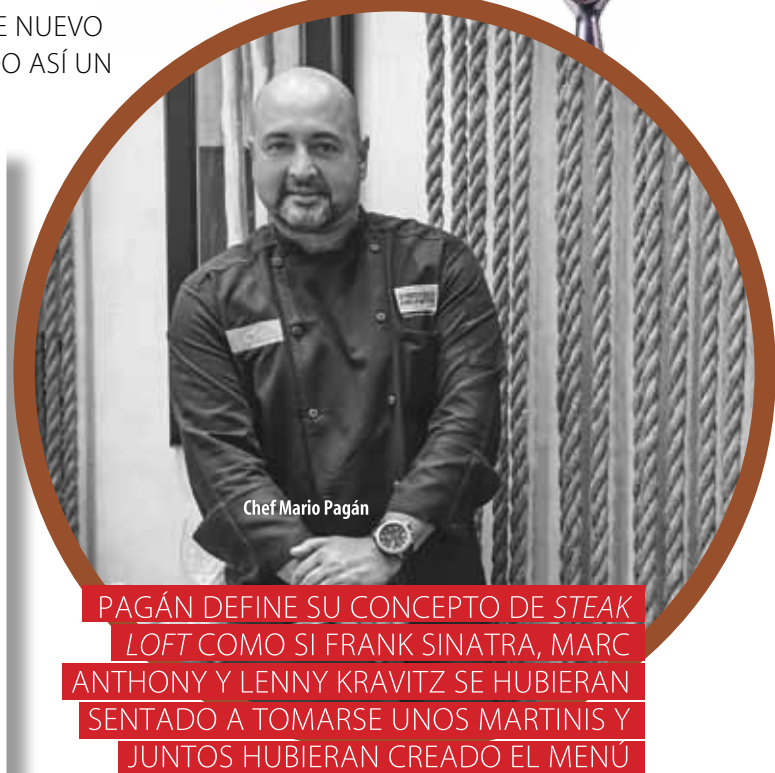 E NUEVO
O ASÍ UN
Chef Mario Pagán
PAGÁN DEFINE SU CONCEPTO DE STEAK
LOFT COMO SI FRANK SINATRA, MARC
ANTHONY Y LENNY KRAVITZ SE HUBIERAN
SENTADO A TOMARSE UNOS MARTINIS Y
JUNTOS HUBIERAN CREADO EL MENÚ